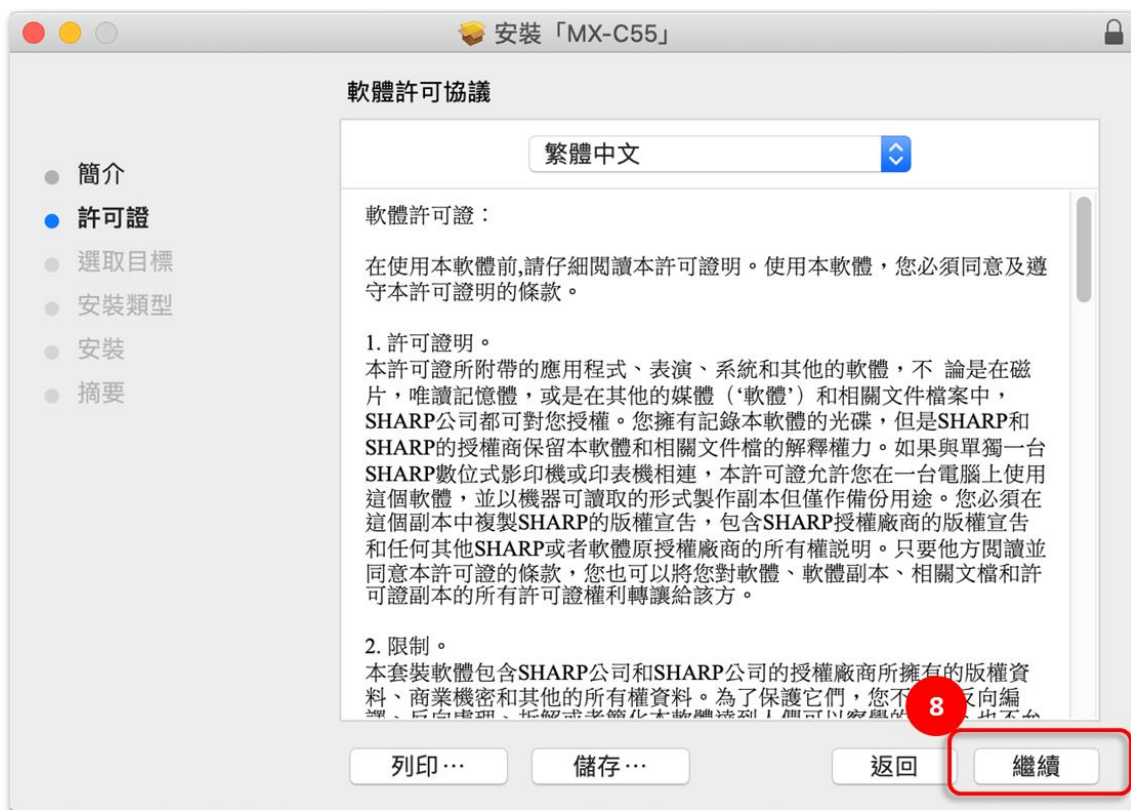 安裝「MX-C55」
軟體許可協議
簡介
許可證
選取目標
安裝類型
安裝
摘要
繁體中文
軟體許可證：
在使用本軟體前,請仔細閱讀本許可證明。使用本軟體，您必須同意及遵
守本許可證明的條款。
1. 許可證明。
本許可證所附帶的應用程式、表演、系統和其他的軟體，不 論是在磁
片，唯讀記憶體，或是在其他的媒體（‘軟體’）和相關文件檔案中，
SHARP公司都可對您授權。您擁有記錄本軟體的光碟，但是SHARP和
SHARP的授權商保留本軟體和相關文件檔的解釋權力。如果與單獨一台
SHARP數位式影印機或印表機相連，本許可證允許您在一台電腦上使用
這個軟體，並以機器可讀取的形式製作副本但僅作備份用途。您必須在
這個副本中複製SHARP的版權宣告，包含SHARP授權廠商的版權宣告
和任何其他SHARP或者軟體原授權廠商的所有權說明。只要他方閱讀並
同意本許可證的條款，您也可以將您對軟體、軟體副本、相關文檔和許
可證副本的所有許可證權利轉讓給該方。
2. 限制。
本套裝軟體包含SHARP公司和SHARP公司的授權廠商所擁有的版權資
料、商業機密和其他的所有權資料。為了保護它們，您不 反向編
8
列印⋯
儲存⋯
返回
繼續